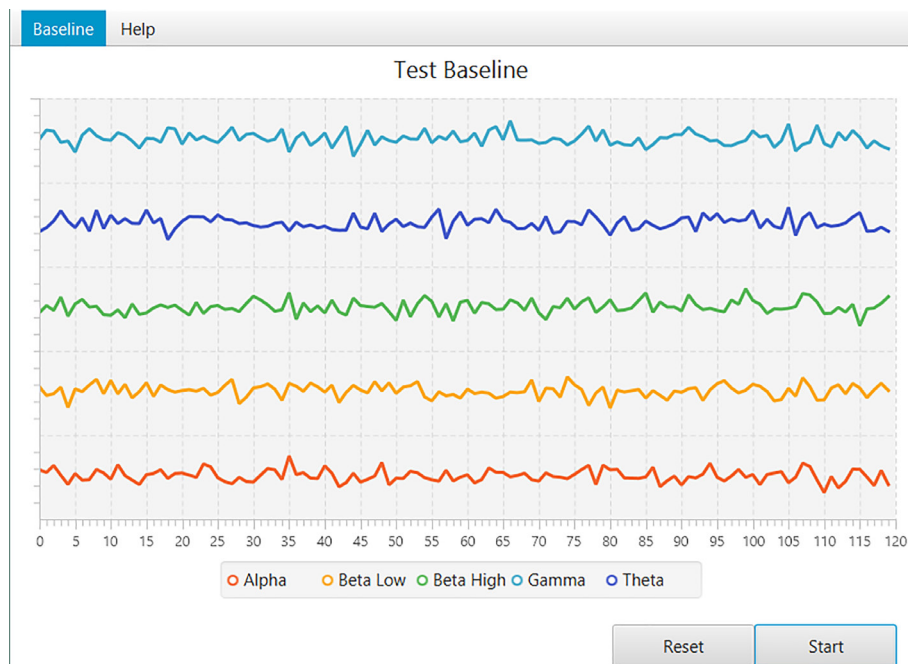 Baseline Help
Test Baseline
0 5 10 15 20 25 30 35 40 45 50 55 60 65 70 75 80 85 90 95 100 105 110 115 120
Alpha Beta Low Beta High Gamma Theta
Reset Start